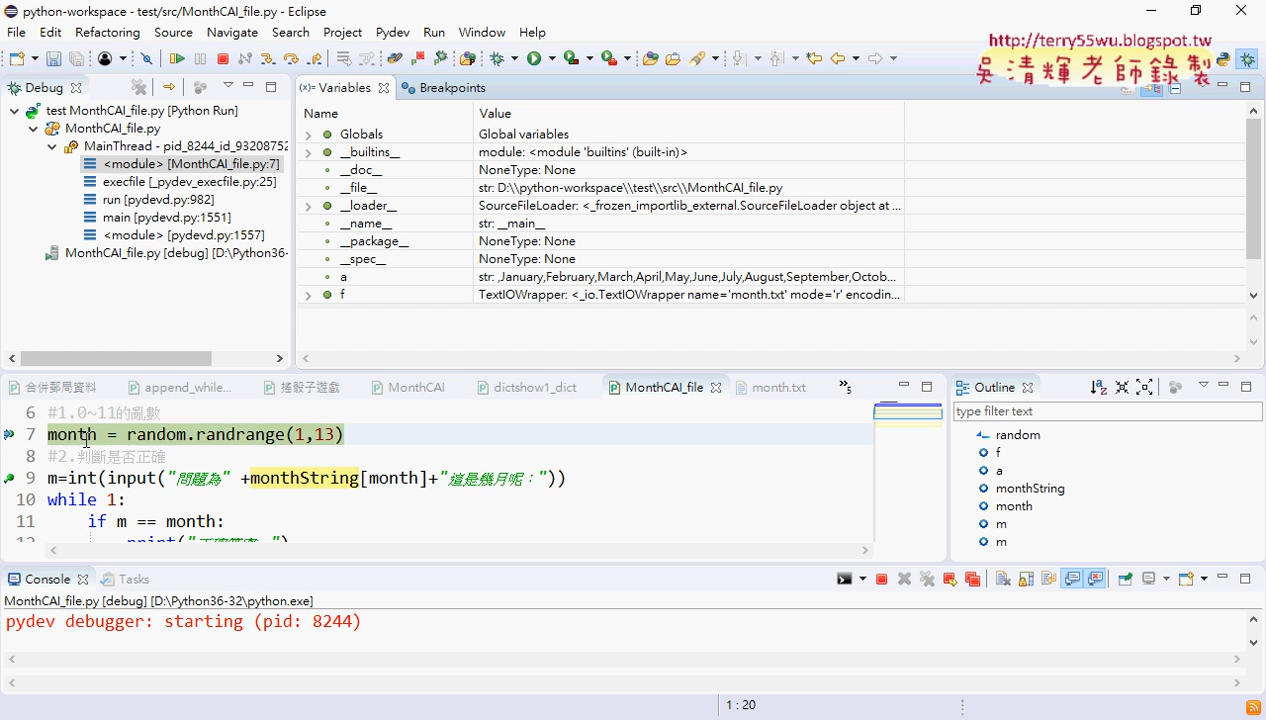 python-workspace - test/src/MonthCAI_file.py - Eclipse
File Edit Refactoring Source Navigate Search Project Pydev Run Window Help
http://terry55wu.blogspot.tw
吳清輝老師錄製
Debug
(x)= Variables
Breakpoints
test MonthCAI_file.py [Python Run]
MonthCAI_file.py
MainThread - pid_8244_id_93208752
<module> [MonthCAI_file.py:7]
execfile [_pydev_execfile.py:25]
run [pydevd.py:982]
main [pydevd.py:1551]
<module> [pydevd.py:1557]
MonthCAI_file.py [debug] [D:\Python36-
Name Value
Globals Global variables
__builtins__ module: <module 'builtins' (built-in)>
__doc__ NoneType: None
__file__ str: D:\\python-workspace\\test\\src\\MonthCAI_file.py
__loader__ SourceFileLoader: <_frozen_importlib_external.SourceFileLoader object at ...
__name__ str: __main__
__package__ NoneType: None
__spec__ NoneType: None
a str: ,January,February,March,April,May,June,July,August,September,Octob...
f TextIOWrapper: <_io.TextIOWrapper name='month.txt' mode='r' encodin...
合併郵局資料 append_while... 搖骰子遊戲 MonthCAI dictshow1_dict MonthCAI_file month.txt »5
6 #1.0~11的亂數
7 month = random.randrange(1,13)
8 #2.判斷是否正確
9 m=int(input("問題為" +monthString[month]+"這是幾月呢："))
10 while 1:
11 if m == month:
Outline
type filter text
random
f
a
monthString
month
m
m
Console Tasks
MonthCAI_file.py [debug] [D:\Python36-32\python.exe]
pydev debugger: starting (pid: 8244)
1 : 20